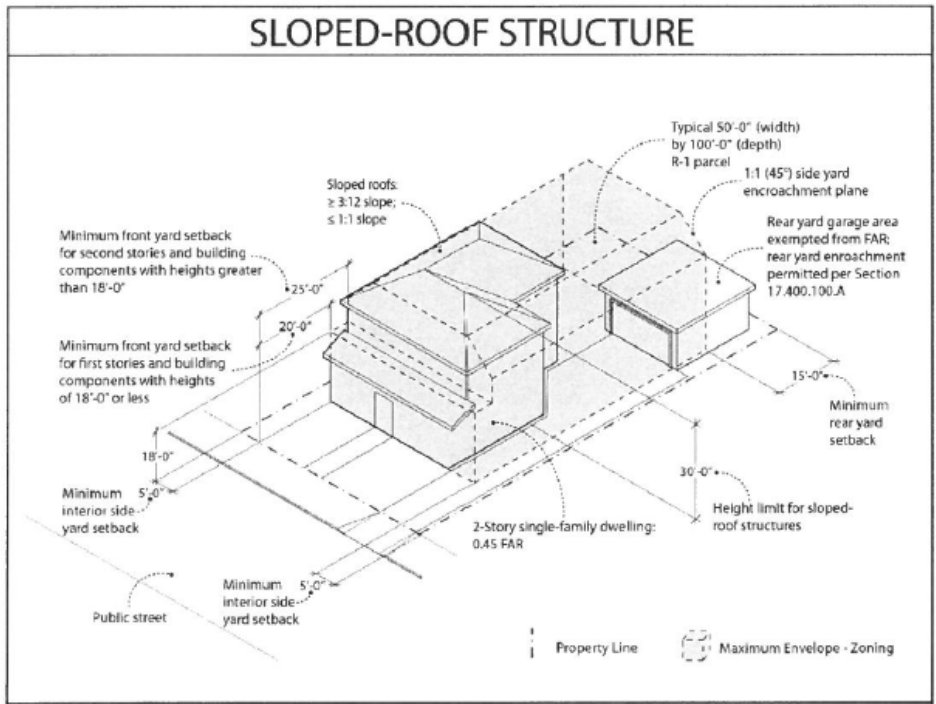 SLOPED-ROOF STRUCTURE
Typical 50'-0" (width)
by 100'-0" (depth)
R-1 parcel
1:1 (45°) side yard
encroachment plane
Sloped roofs:
≥ 3:12 slope;
≤ 1:1 slope
Rear yard garage area
exempted from FAR;
rear yard enroachment
permitted per Section
17.400.100.A
Minimum front yard setback
for second stories and building
components with heights greater
than 18'-0"
25'-0"
20'-0"
Minimum front yard setback
for first stories and building
components with heights
of 18'-0" or less
15'-0"
Minimum
rear yard
setback
18'-0"
30'-0"
5'-0"
Minimum
interior side
yard setback
Height limit for sloped-
roof structures
2-Story single-family dwelling:
0.45 FAR
5'-0"
Minimum
interior side
yard setback
Public street
Property Line
Maximum Envelope - Zoning